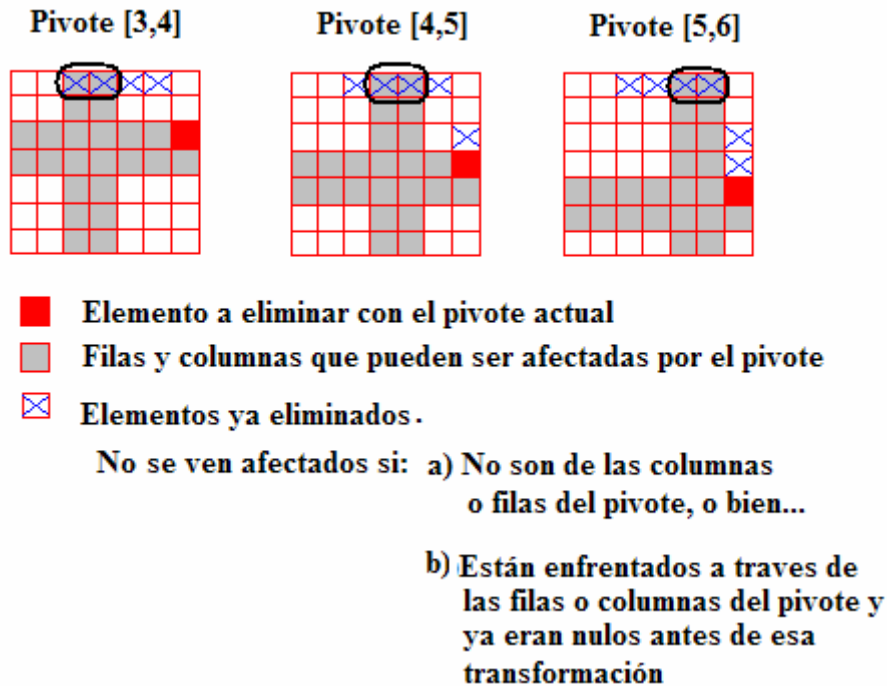 Pivote [3,4]
Pivote [4,5]
Pivote [5,6]
Elemento a eliminar con el pivote actual
Filas y columnas que pueden ser afectadas por el pivote
Elementos ya eliminados.
No se ven afectados si: a) No son de las columnas
o filas del pivote, o bien...
b) Están enfrentados a traves de
las filas o columnas del pivote y
ya eran nulos antes de esa
transformación